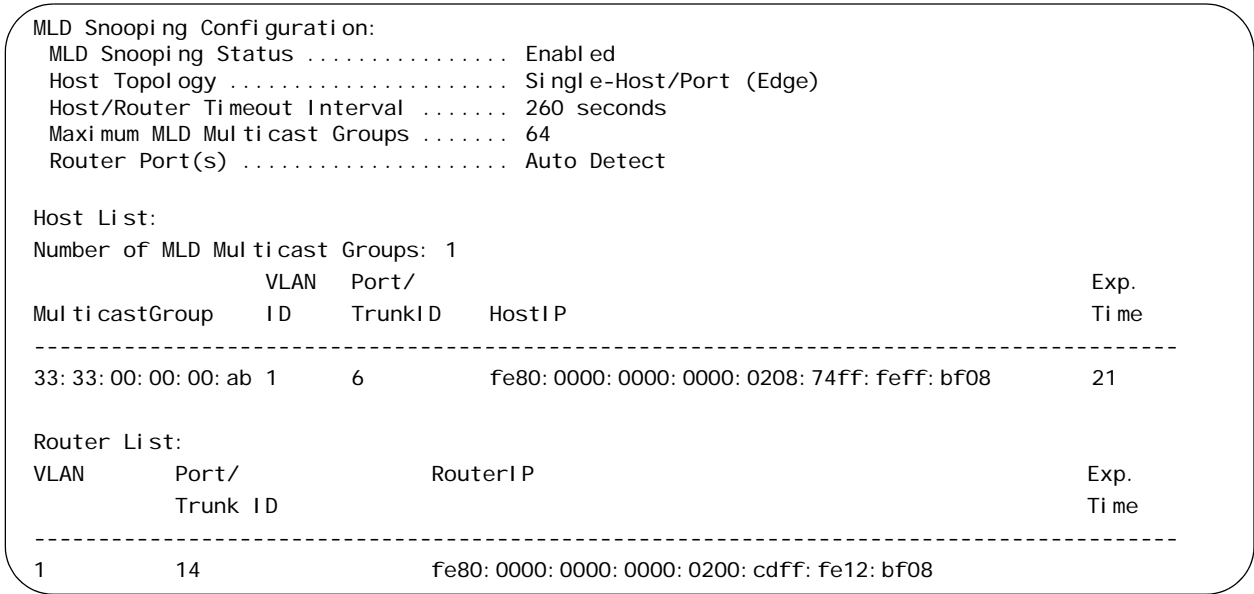 MLD Snooping Configuration:
MLD Snooping Status ................ Enabled
Host Topology ...................... Single-Host/Port (Edge)
Host/Router Timeout Interval ....... 260 seconds
Maximum MLD Multicast Groups ....... 64
Router Port(s) ..................... Auto Detect
Host List:
Number of MLD Multicast Groups: 1
VLAN Port/ Exp.
MulticastGroup ID TrunkID HostIP Time
-----------------------------------------------------------------------------------------
33:33:00:00:00:ab 1 6 fe80:0000:0000:0000:0208:74ff:feff:bf08 21
Router List:
VLAN Port/ RouterIP Exp.
Trunk ID Time
-----------------------------------------------------------------------------------------
1 14 fe80:0000:0000:0000:0200:cdff:fe12:bf08